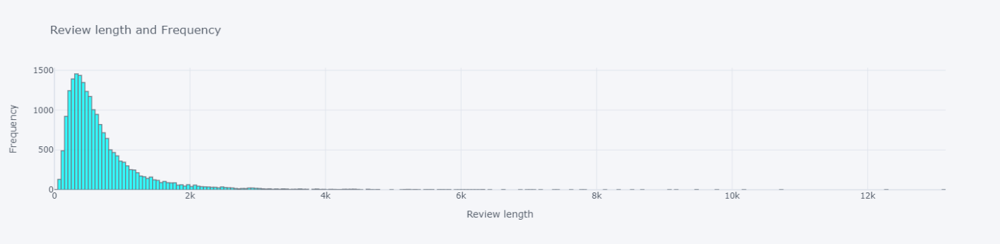 Review length and Frequency
1500
1000
500
0
Frequency
0 2k 4k 6k 8k 10k 12k
Review length